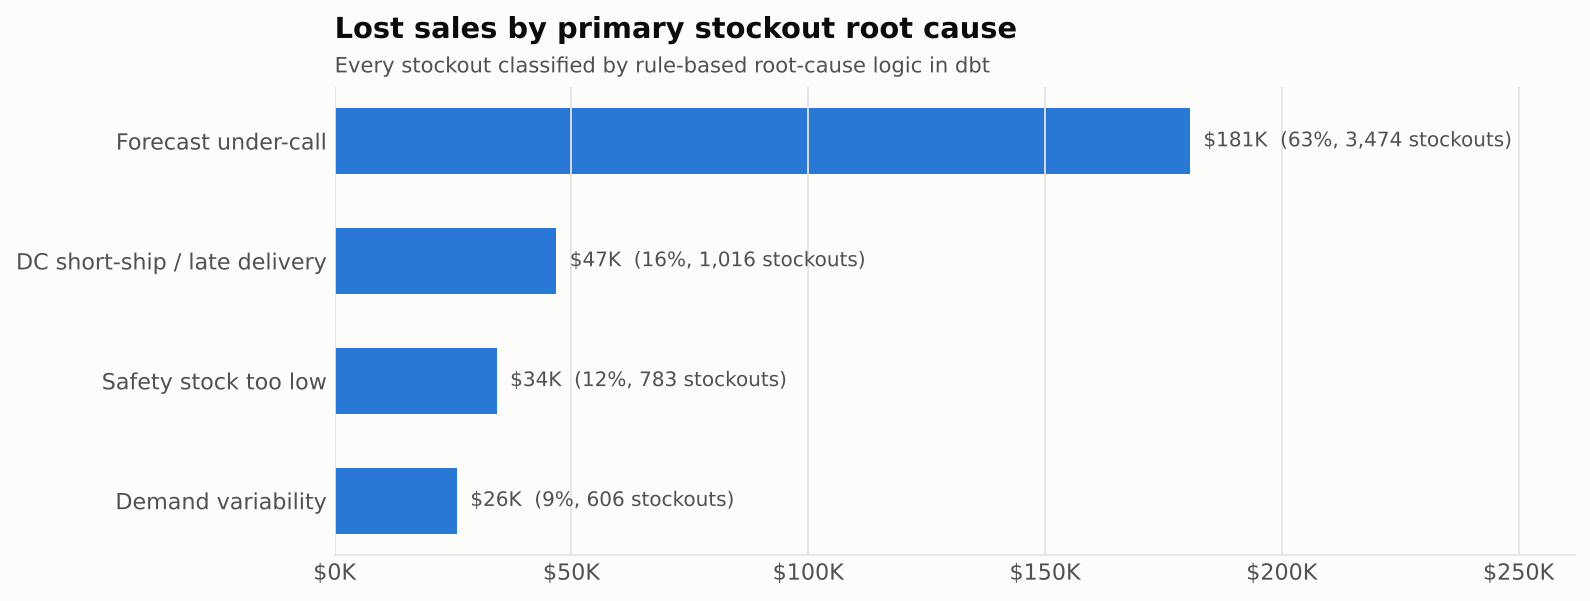 Lost sales by primary stockout root cause
Every stockout classified by rule-based root-cause logic in dbt
Forecast under-call
$181K (63%, 3,474 stockouts)
DC short-ship / late delivery
$47K (16%, 1,016 stockouts)
Safety stock too low
$34K (12%, 783 stockouts)
Demand variability
$26K (9%, 606 stockouts)
$0K $50K $100K $150K $200K $250K